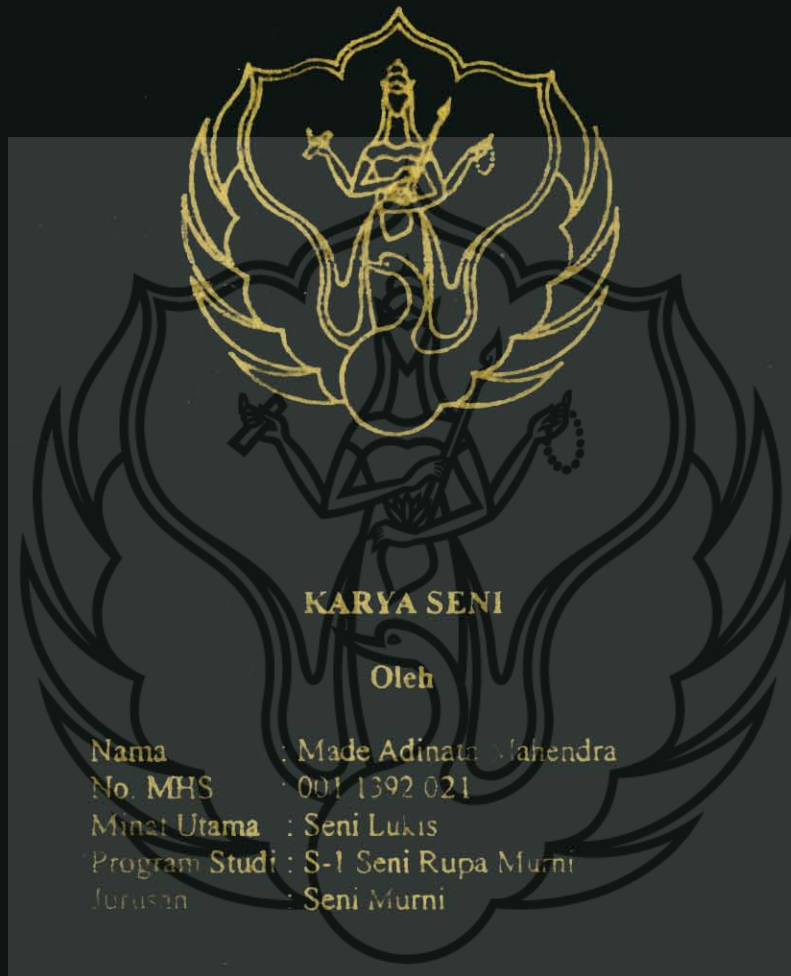 KARYA SENI
Oleh
Nama : Made Adinata Mahendra
No. MHS : 001 1392 021
Minat Utama : Seni Lukis
Program Studi : S-1 Seni Rupa Murni
Jurusan : Seni Murni